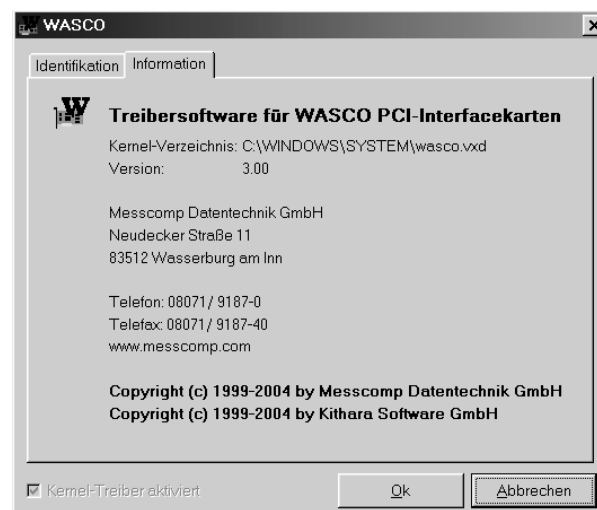 WASCO
Identifikation Information
Treibersoftware für WASCO PCI-Interfacekarten
Kernel-Verzeichnis: C:\WINDOWS\SYSTEM\wasco.vxd
Version: 3.00
Messcomp Datentechnik GmbH
Neudecker Straße 11
83512 Wasserburg am Inn
Telefon: 08071/ 9187-0
Telefax: 08071/ 9187-40
www.messcomp.com
Copyright (c) 1999-2004 by Messcomp Datentechnik GmbH
Copyright (c) 1999-2004 by Kithara Software GmbH
Kernel-Treiber aktiviert Ok Abbrechen